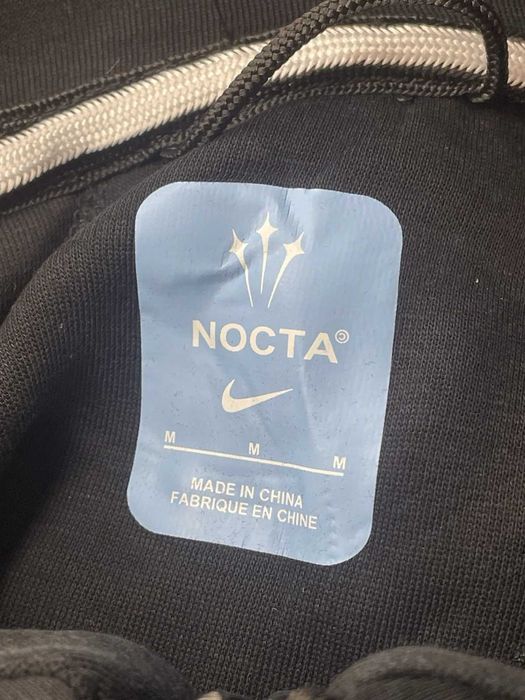 NOCTA©
M M M
MADE IN CHINA
FABRIQUE EN CHINE